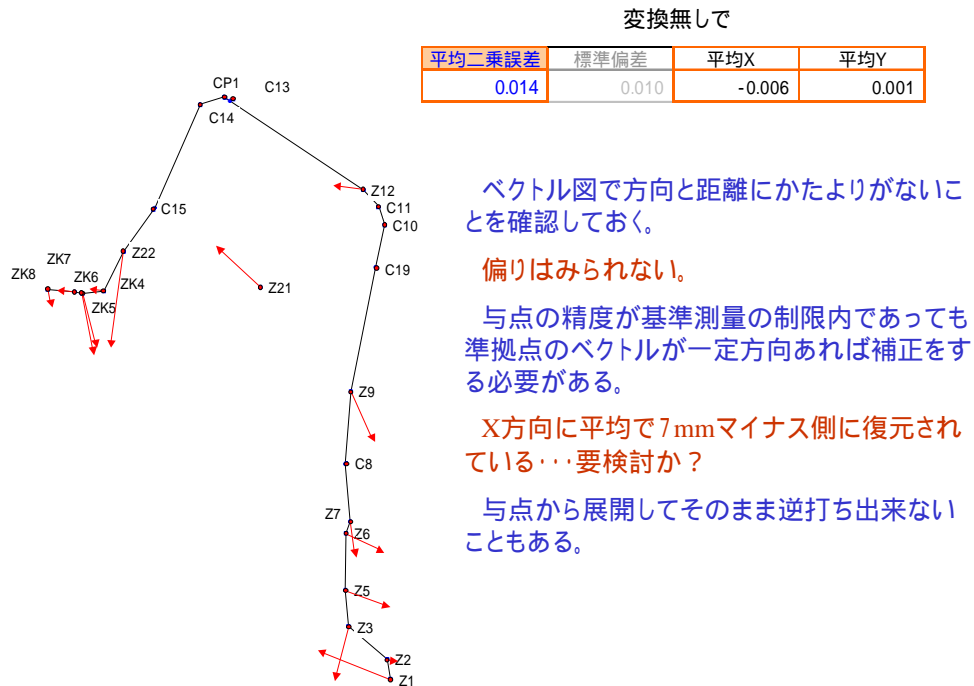 変換無しで
平均二乗誤差 標準偏差 平均X 平均Y
0.014 0.010 -0.006 0.001
CP1 C13
C14
Z12
C11
C10
C15
C19
Z22
Z21
ZK8 ZK7 ZK6 ZK4
ZK5
Z9
C8
Z7
Z6
Z5
Z3
Z2
Z1
ベクトル図で方向と距離にかたよりがないこ
とを確認しておく。
偏りはみられない。
与点の精度が基準測量の制限内であっても
準拠点のベクトルが一定方向あれば補正をす
る必要がある。
X方向に平均で7mmマイナス側に復元され
ている・・・要検討か？
与点から展開してそのまま逆打ち出来ない
こともある。